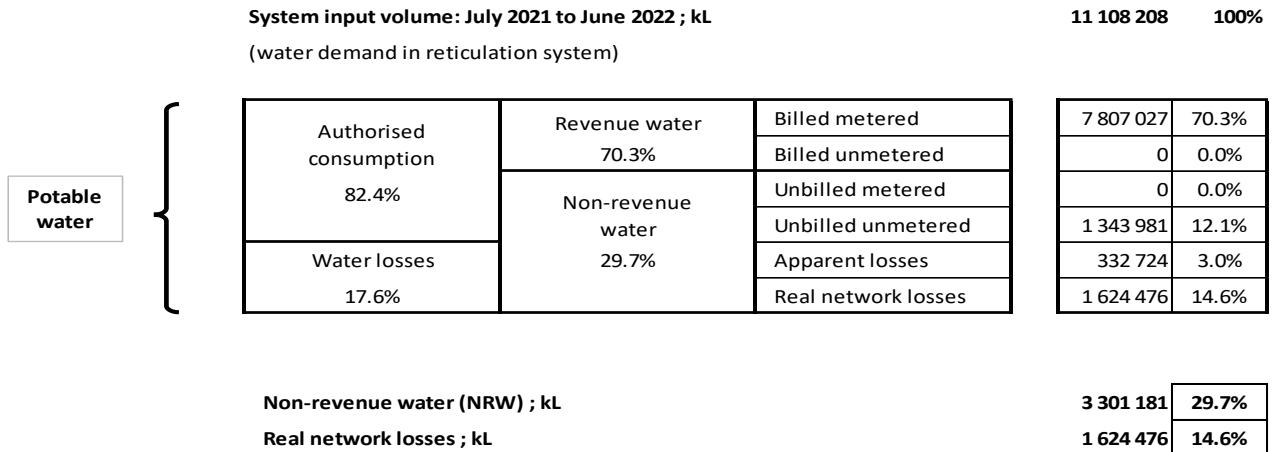 System input volume: July 2021 to June 2022 ; kL 11 108 208 100%
(water demand in reticulation system)
Potable
water
Authorised
consumption
82.4%
Water losses
17.6%
Revenue water
70.3%
Non-revenue
water
29.7%
Billed metered 7 807 027 70.3%
Billed unmetered 0 0.0%
Unbilled metered 0 0.0%
Unbilled unmetered 1 343 981 12.1%
Apparent losses 332 724 3.0%
Real network losses 1 624 476 14.6%
Non-revenue water (NRW) ; kL 3 301 181 29.7%
Real network losses ; kL 1 624 476 14.6%